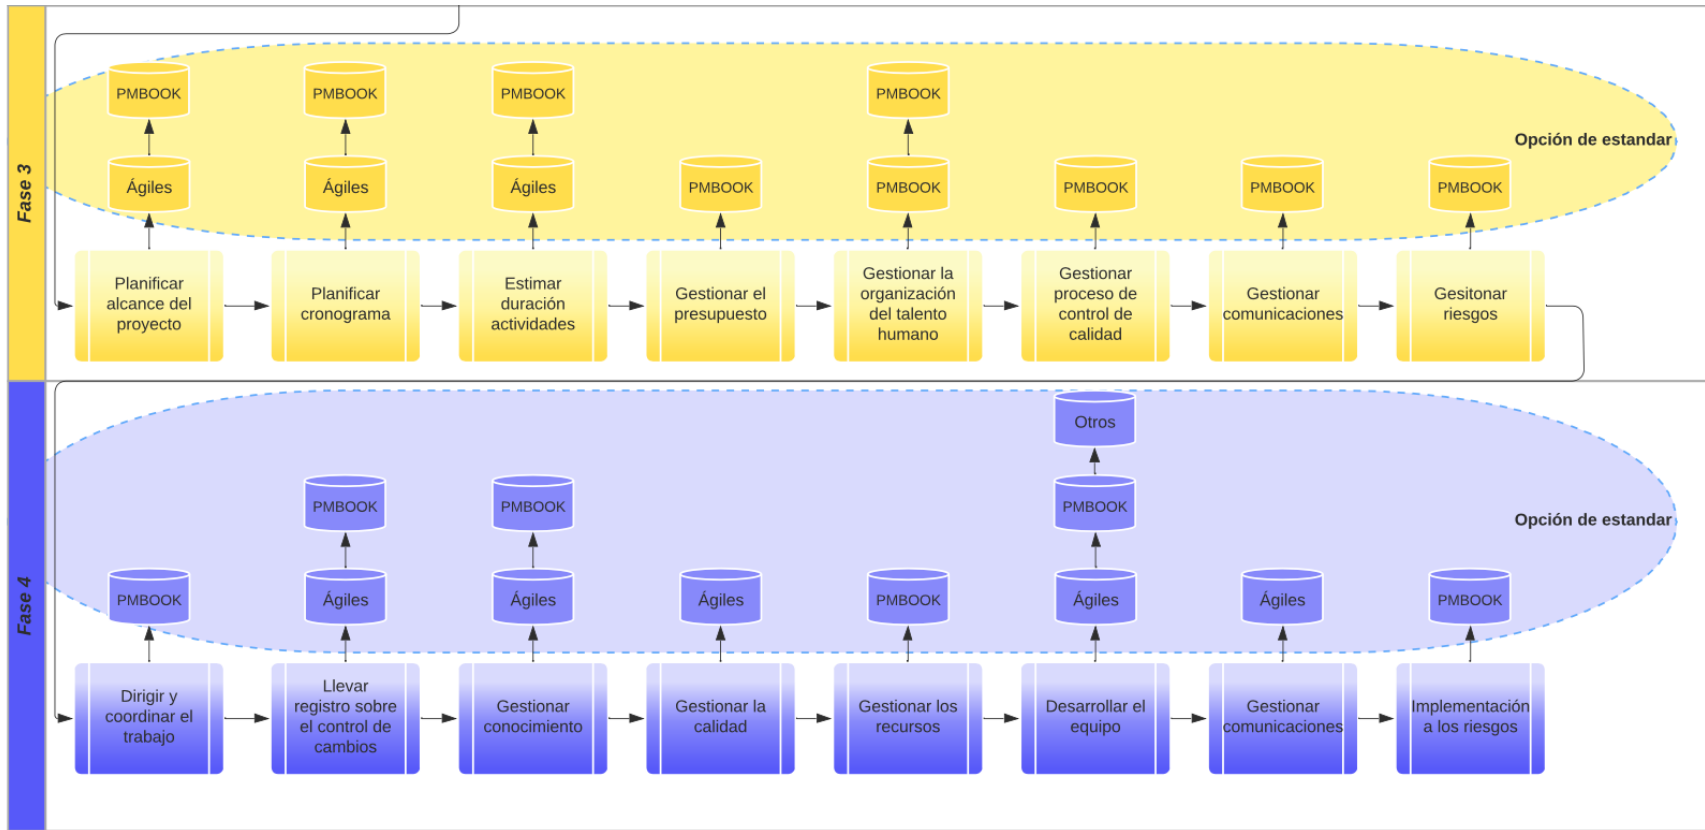 Fase 3
PMBOOK
PMBOOK
PMBOOK
PMBOOK
Opción de estandar
Ágiles
Ágiles
Ágiles
PMBOOK
PMBOOK
PMBOOK
PMBOOK
PMBOOK
Planificar
alcance del
proyecto
Planificar
cronograma
Estimar
duración
actividades
Gestionar el
presupuesto
Gestionar la
organización
del talento
humano
Gestionar
proceso de
control de
calidad
Gestionar
comunicaciones
Gesitonar
riesgos
Fase 4
Otros
PMBOOK
PMBOOK
PMBOOK
Opción de estandar
PMBOOK
Ágiles
Ágiles
Ágiles
PMBOOK
Ágiles
Ágiles
PMBOOK
Dirigir y
coordinar el
trabajo
Llevar
registro sobre
el control de
cambios
Gestionar
conocimiento
Gestionar la
calidad
Gestionar los
recursos
Desarrollar el
equipo
Gestionar
comunicaciones
Implementación
a los riesgos